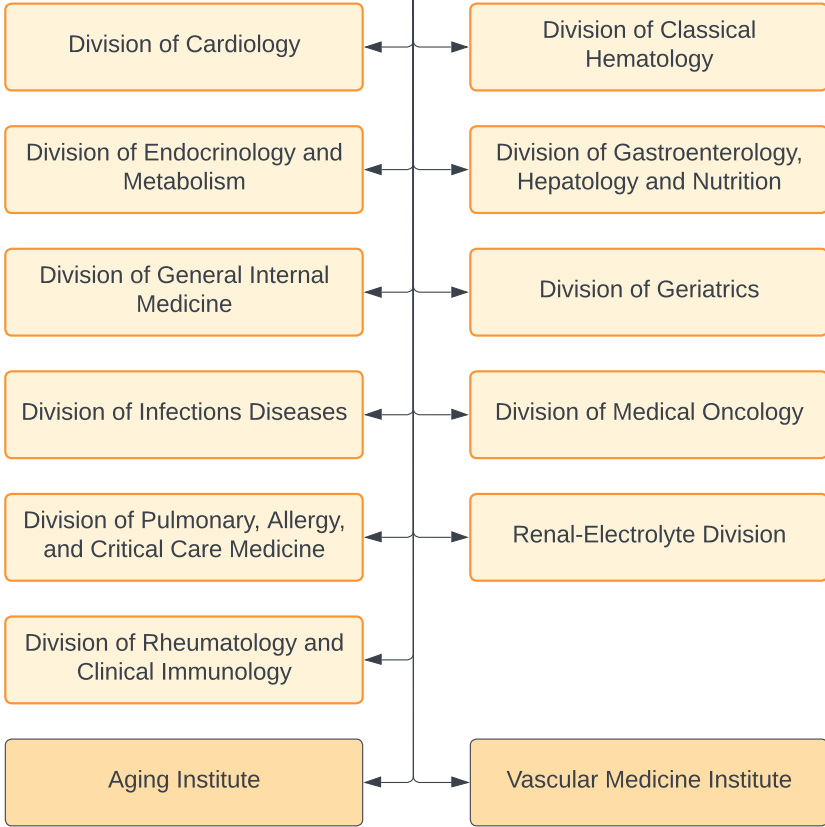 Division of Cardiology
Division of Classical
Hematology
Division of Endocrinology and
Metabolism
Division of Gastroenterology,
Hepatology and Nutrition
Division of General Internal
Medicine
Division of Geriatrics
Division of Infections Diseases
Division of Medical Oncology
Division of Pulmonary, Allergy,
and Critical Care Medicine
Renal-Electrolyte Division
Division of Rheumatology and
Clinical Immunology
Aging Institute
Vascular Medicine Institute